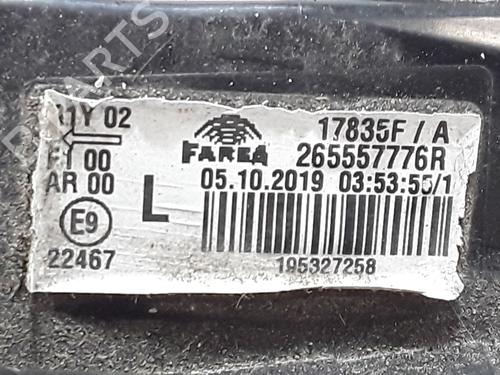 R1Y 02
17835F / A
FAREA
F1 00
265557776R
AR 00
L
05.10.2019 03:53:55/1
E9
22467
195327258
PARTS